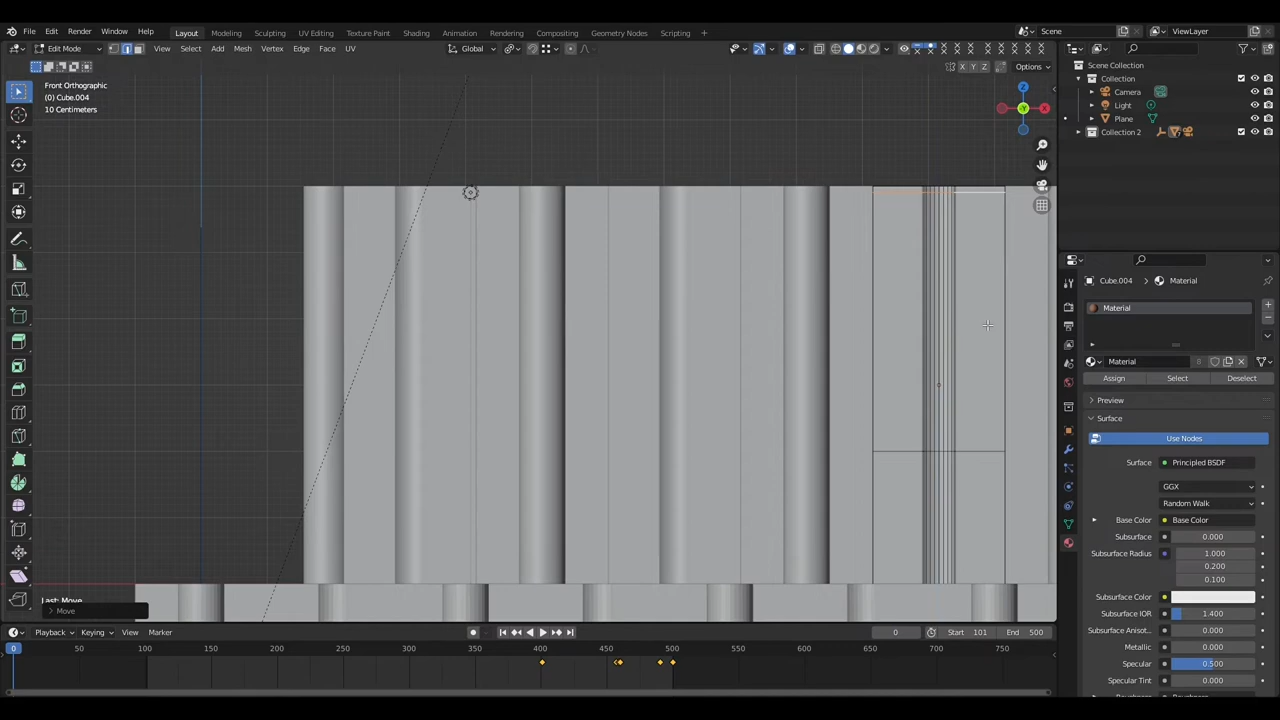 File Edit Render Window Help Layout Modeling Sculpting UV Editing Texture Paint Shading Animation Rendering Compositing Geometry Nodes Scripting + Scene ViewLayer
Edit Mode View Select Add Mesh Vertex Edge Face UV Global
X Y Z Options
Front Orthographic
(0) Cube.004
10 Centimeters
Scene Collection
Collection
Camera
Light
Plane
Collection 2
Cube.004 Material
Material
Material 8
Assign Select Deselect
Preview
Surface
Use Nodes
Surface Principled BSDF
GGX
Random Walk
Base Color Base Color
Subsurface 0.000
Subsurface Radius 1.000
0.200
0.100
Subsurface Color
Subsurface IOR 1.400
Subsurface Anisot... 0.000
Metallic 0.000
Specular 0.500
Specular Tint 0.000
X
Y
Last: Move
Move
Playback Keying View Marker 0 Start 101 End 500
0 50 100 150 200 250 300 350 400 450 500 550 600 650 700 750